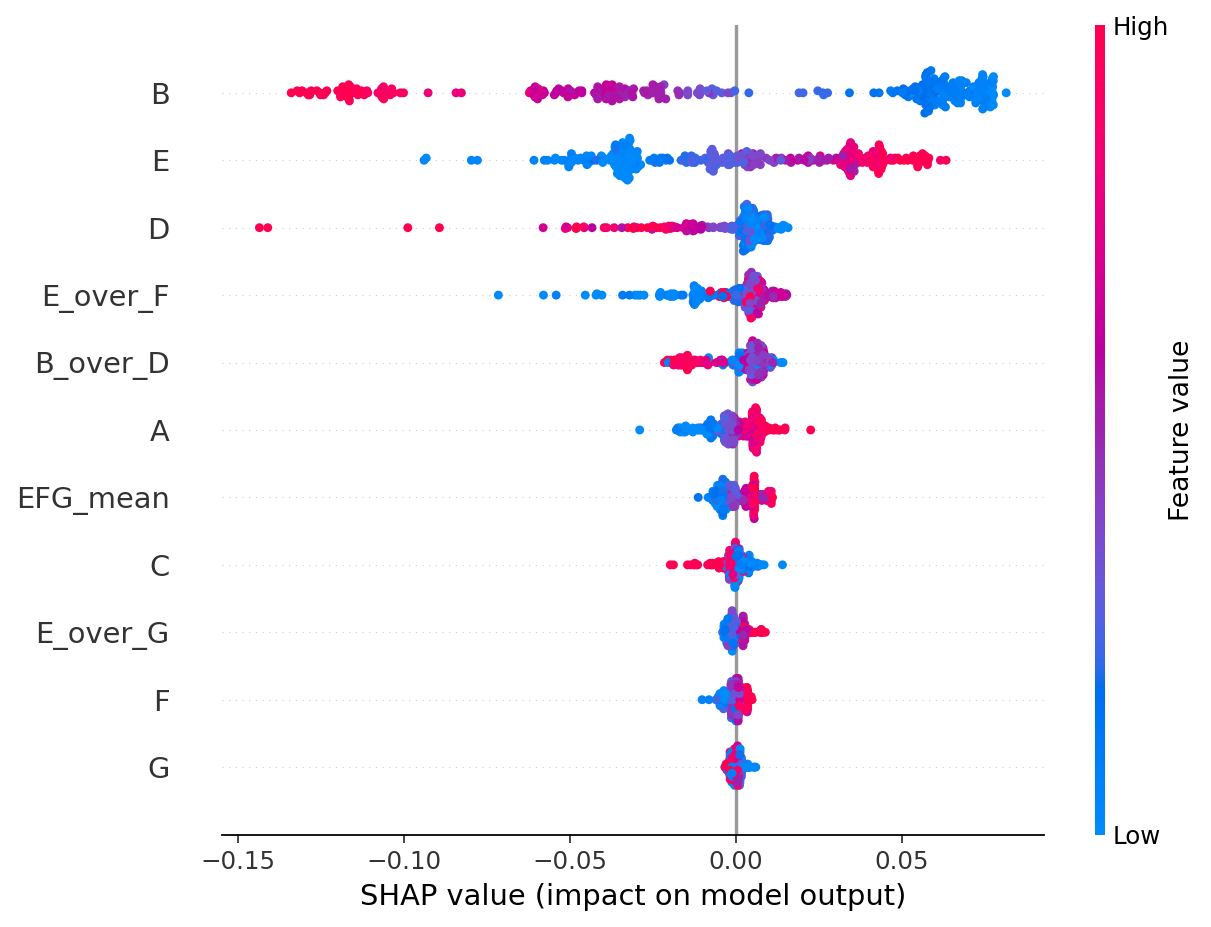 High
B
E
D
E_over_F
B_over_D
A
EFG_mean
C
E_over_G
F
G
Feature value
Low
−0.15 −0.10 −0.05 0.00 0.05
SHAP value (impact on model output)